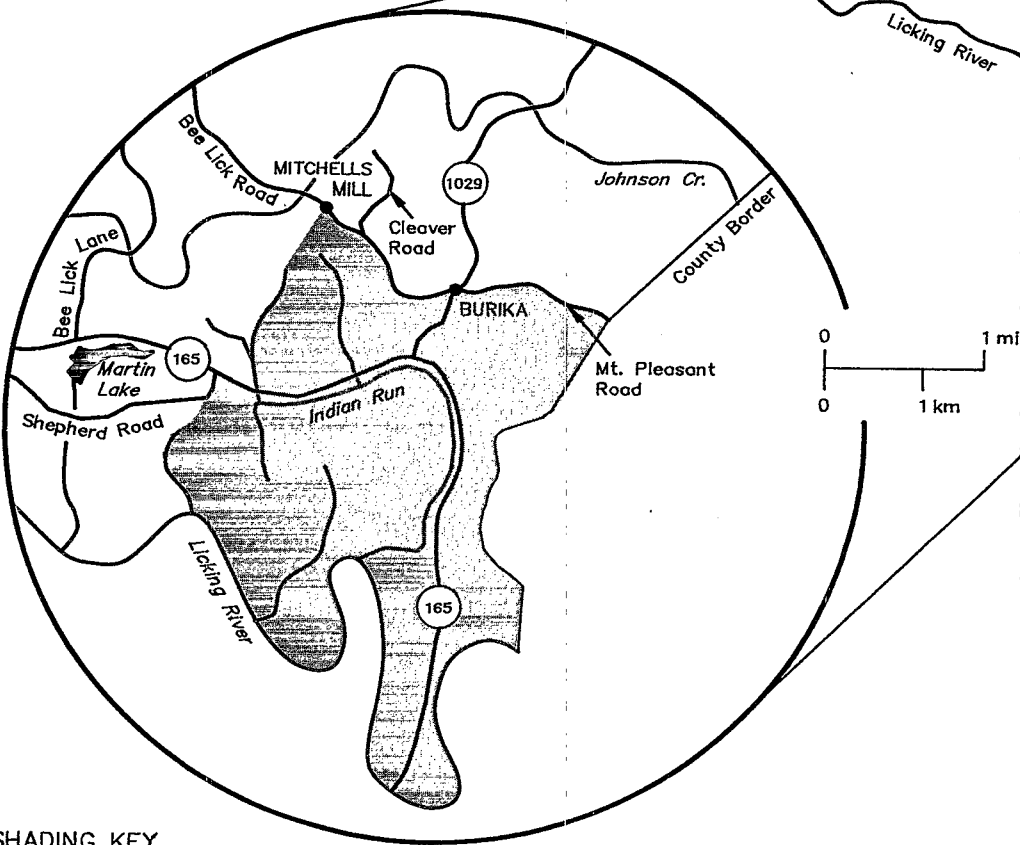 Licking River
Bee Lick Road
MITCHELLS
MILL
1029
Johnson Cr.
Cleaver
Road
County Border
Bee Lick Lane
BURIKA
0
1 mi
165
Martin
Lake
Mt. Pleasant
Road
Indian Run
0
1 km
Shepherd Road
Licking River
165
SHADING KEY